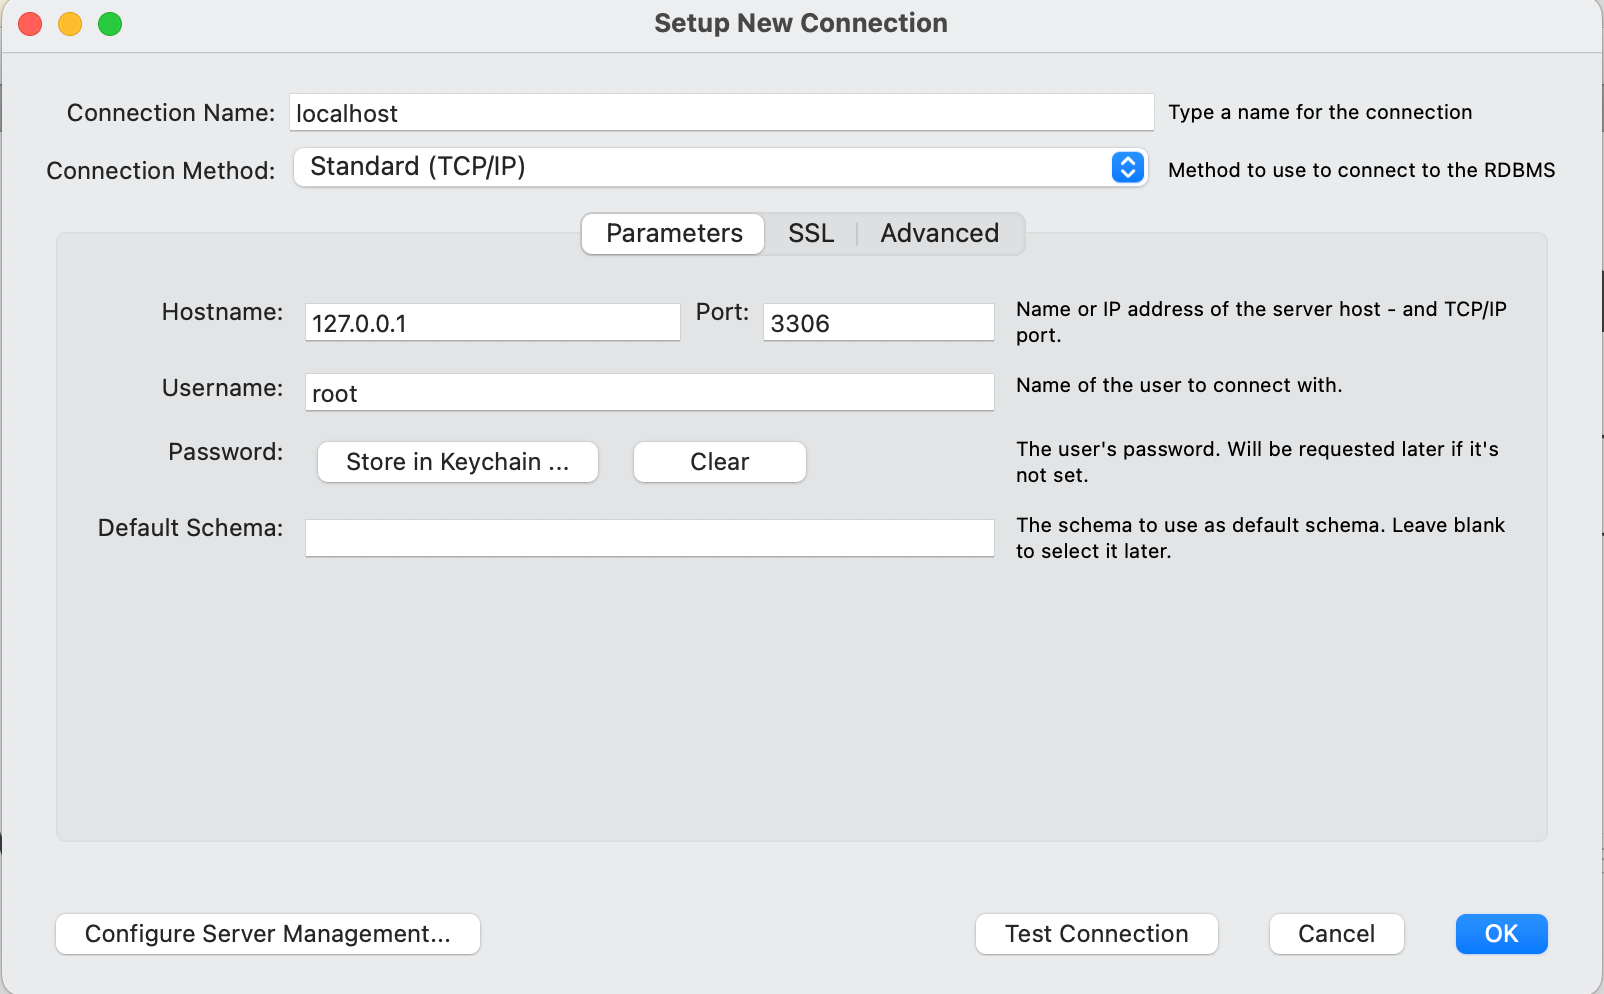 Setup New Connection
Connection Name: localhost Type a name for the connection
Connection Method: Standard (TCP/IP) Method to use to connect to the RDBMS
Parameters SSL Advanced
Hostname: 127.0.0.1 Port: 3306 Name or IP address of the server host - and TCP/IP
port.
Username: root Name of the user to connect with.
Password: Store in Keychain ... Clear The user's password. Will be requested later if it's
not set.
Default Schema: The schema to use as default schema. Leave blank
to select it later.
Configure Server Management... Test Connection Cancel OK